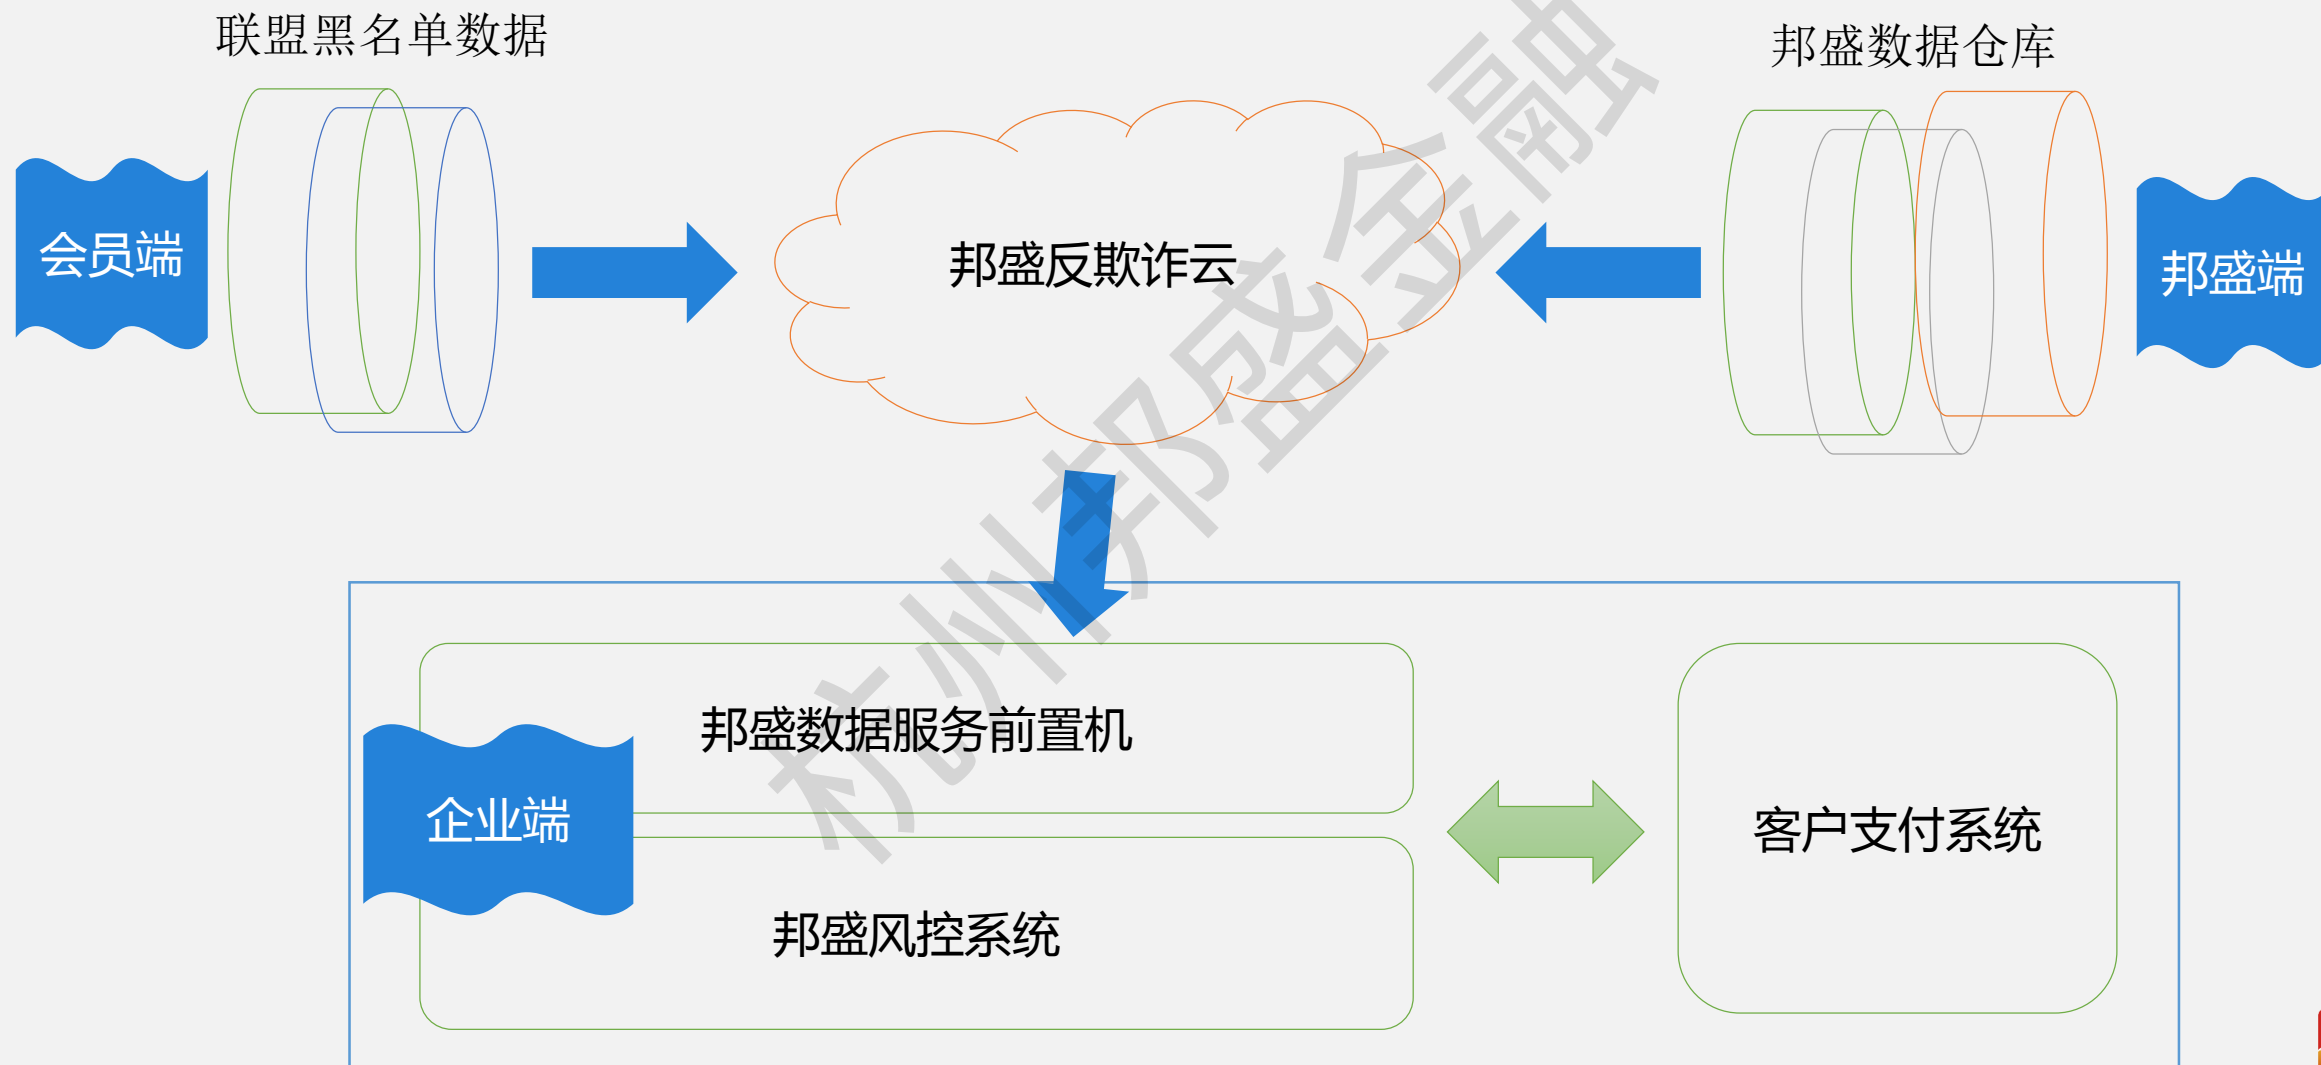 联盟黑名单数据
邦盛数据仓库
会员端
邦盛反欺诈云
邦盛端
邦盛数据服务前置机
企业端
客户支付系统
邦盛风控系统
杭州邦盛金融